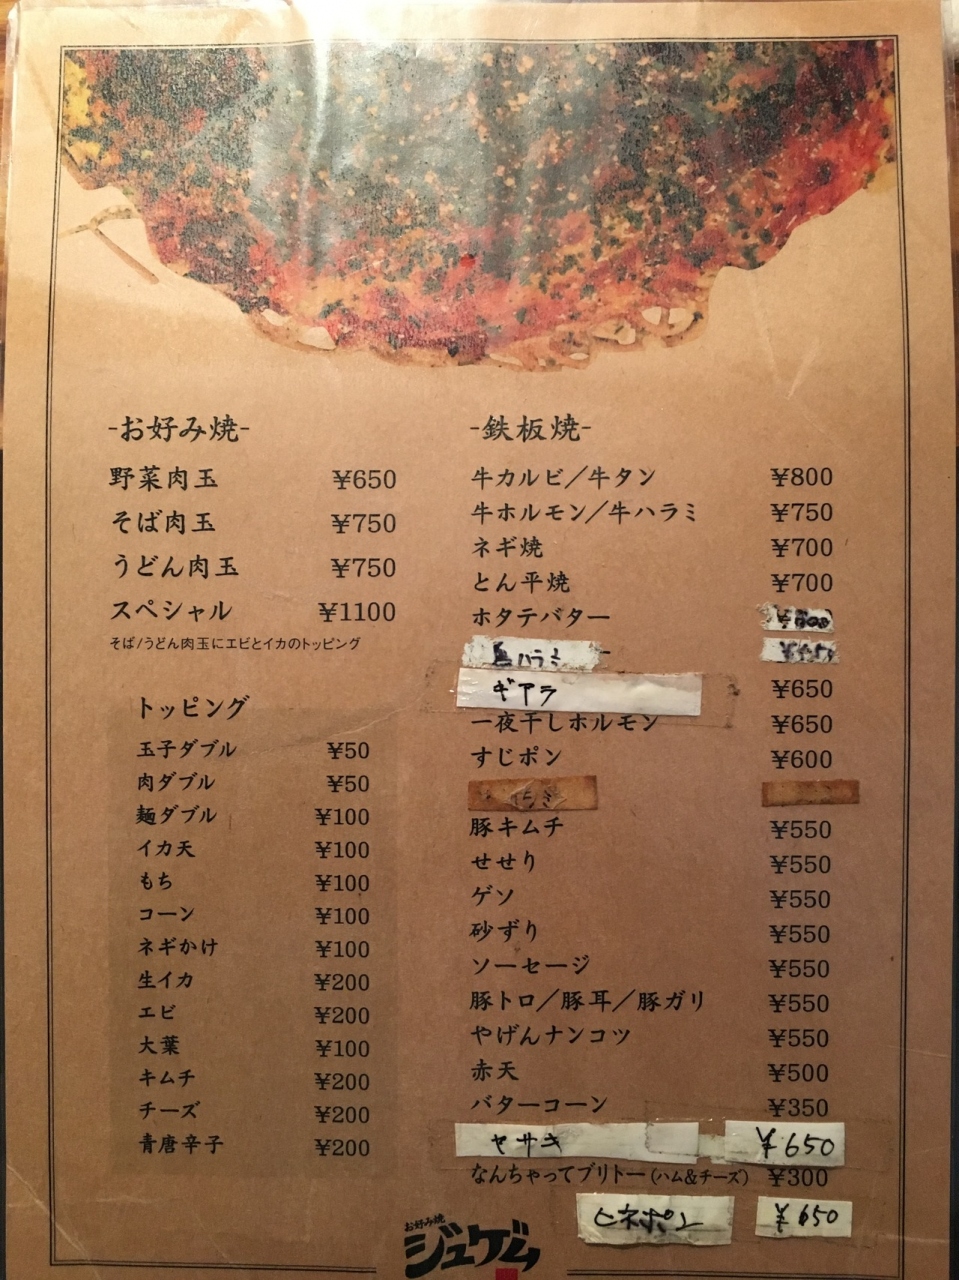 -お好み焼-
野菜肉玉 ¥650
そば肉玉 ¥750
うどん肉玉 ¥750
スペシャル ¥1100
そば/うどん肉玉にエビとイカのトッピング
トッピング
玉子ダブル ¥50
肉ダブル ¥50
麺ダブル ¥100
イカ天 ¥100
もち ¥100
コーン ¥100
ネギかけ ¥100
生イカ ¥200
エビ ¥200
大葉 ¥100
キムチ ¥200
チーズ ¥200
青唐辛子 ¥200
-鉄板焼-
牛カルビ／牛タン ¥800
牛ホルモン／牛ハラミ ¥750
ネギ焼 ¥700
とん平焼 ¥700
ホタテバター
ハラミ
ギアラ ¥650
一夜干しホルモン ¥650
すじポン ¥600
豚キムチ ¥550
せせり ¥550
ゲソ ¥550
砂ずり ¥550
ソーセージ ¥550
豚トロ／豚耳／豚ガリ ¥550
やげんナンコツ ¥550
赤天 ¥500
バターコーン ¥350
ヤサキ ¥650
なんちゃってブリトー(ハム&チーズ) ¥300
ヒネポン ¥650
お好み焼
ジュゲム